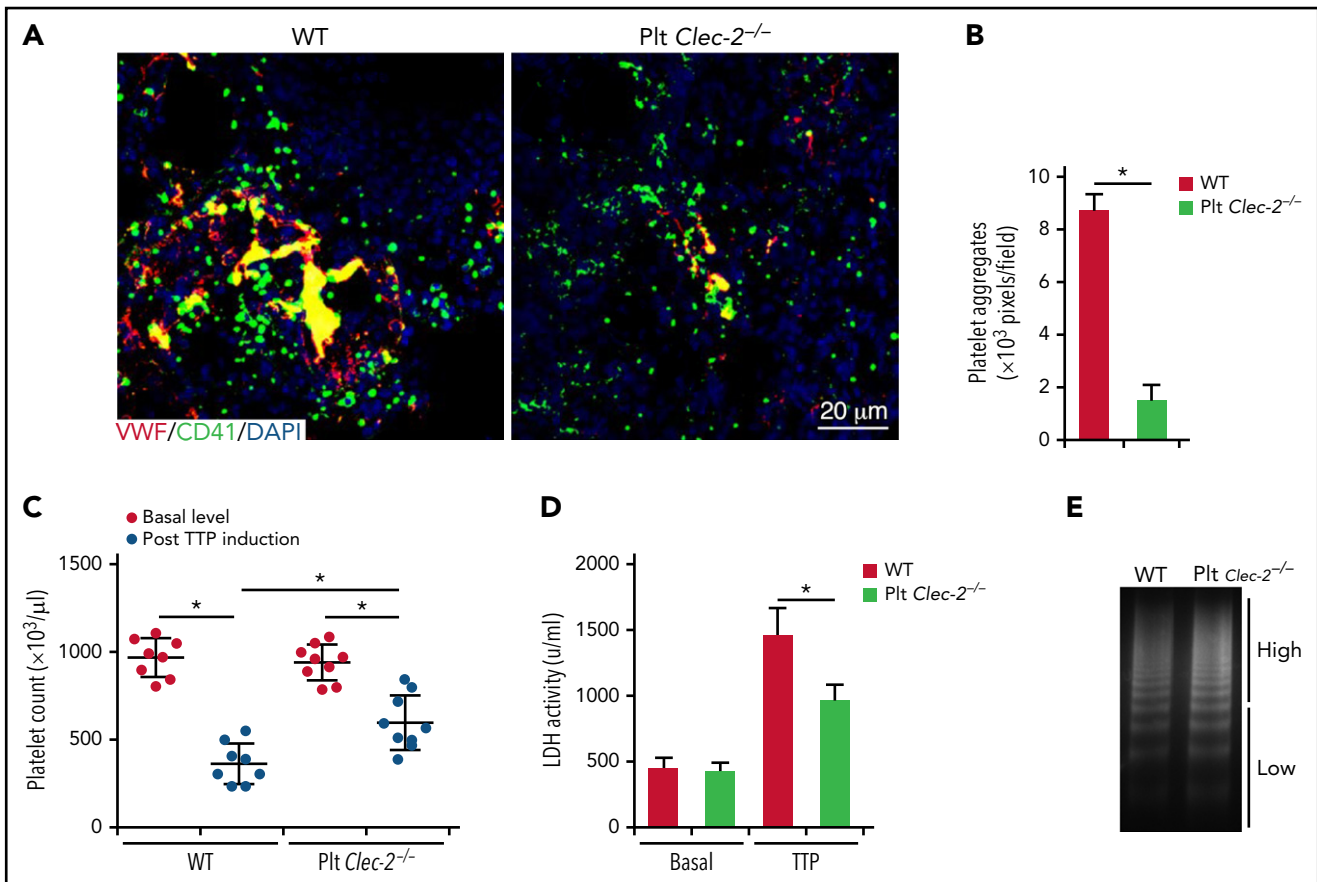 A
WT
Plt Clec-2⁻/⁻
VWF/CD41/DAPI
20 μm
B
Platelet aggregates
(×10³ pixels/field)
10
8
6
4
2
0
*
WT
Plt Clec-2⁻/⁻
C
Basal level
Post TTP induction
Platelet count (×10³/μl)
1500
1000
500
0
*
*
*
WT
Plt Clec-2⁻/⁻
D
LDH activity (u/ml)
2000
1500
1000
500
0
*
WT
Plt Clec-2⁻/⁻
Basal
TTP
E
WT
Plt Clec-2⁻/⁻
High
Low